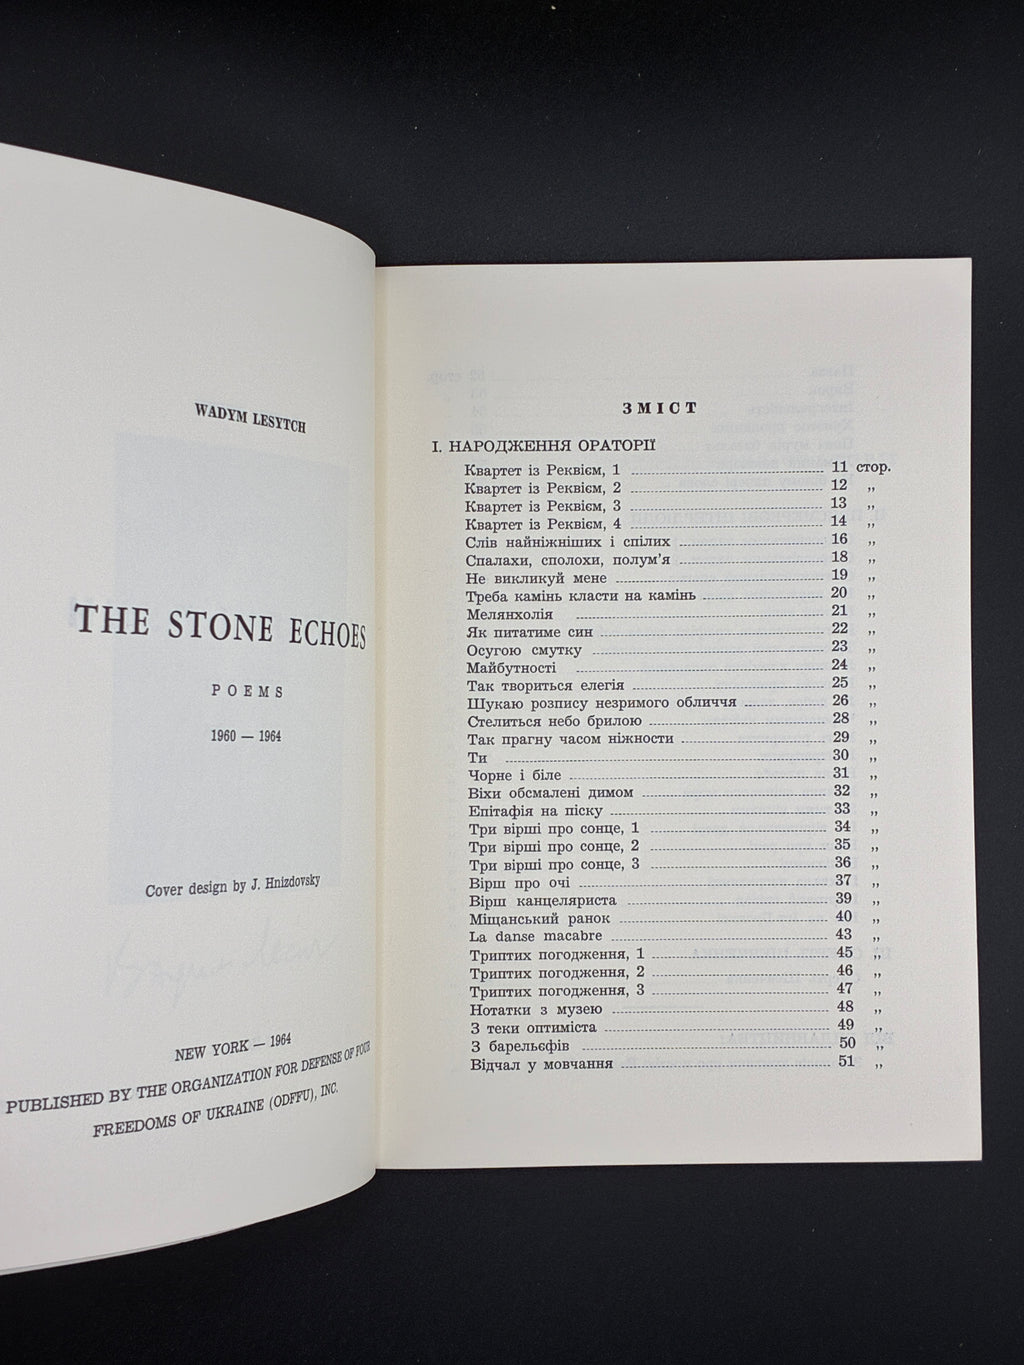 WADYM LESYTCH
THE STONE ECHOES
POEMS
1960 — 1964
Cover design by J. Hnizdovsky
NEW YORK — 1964
PUBLISHED BY THE ORGANIZATION FOR DEFENSE OF FOUR
FREEDOMS OF UKRAINE (ODFFU), INC.
ЗМІСТ
І. НАРОДЖЕННЯ ОРАТОРІЇ
Квартет із Реквієм, 1 11 стор.
Квартет із Реквієм, 2 12 „
Квартет із Реквієм, 3 13 „
Квартет із Реквієм, 4 14 „
Слів найніжніших і спілих 16 „
Спалахи, сполохи, полум'я 18 „
Не викликуй мене 19 „
Треба камінь класти на камінь 20 „
Мелянхолія 21 „
Як питатиме син 22 „
Осугою смутку 23 „
Майбутності 24 „
Так твориться елегія 25 „
Шукаю розпису незримого обличчя 26 „
Стелиться небо брилою 28 „
Так прагну часом ніжности 29 „
Ти 30 „
Чорне і біле 31 „
Віхи обсмалені димом 32 „
Епітафія на піску 33 „
Три вірші про сонце, 1 34 „
Три вірші про сонце, 2 35 „
Три вірші про сонце, 3 36 „
Вірш про очі 37 „
Вірш канцеляриста 39 „
Міщанський ранок 40 „
La danse macabre 43 „
Триптих погодження, 1 45 „
Триптих погодження, 2 46 „
Триптих погодження, 3 47 „
Нотатки з музею 48 „
З теки оптиміста 49 „
З барельєфів 50 „
Відчал у мовчання 51 „